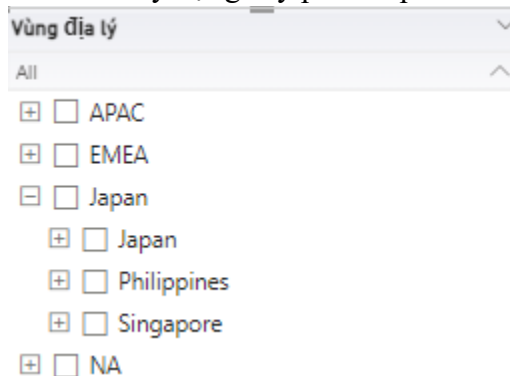 Vùng địa lý
All
APAC
EMEA
Japan
Japan
Philippines
Singapore
NA